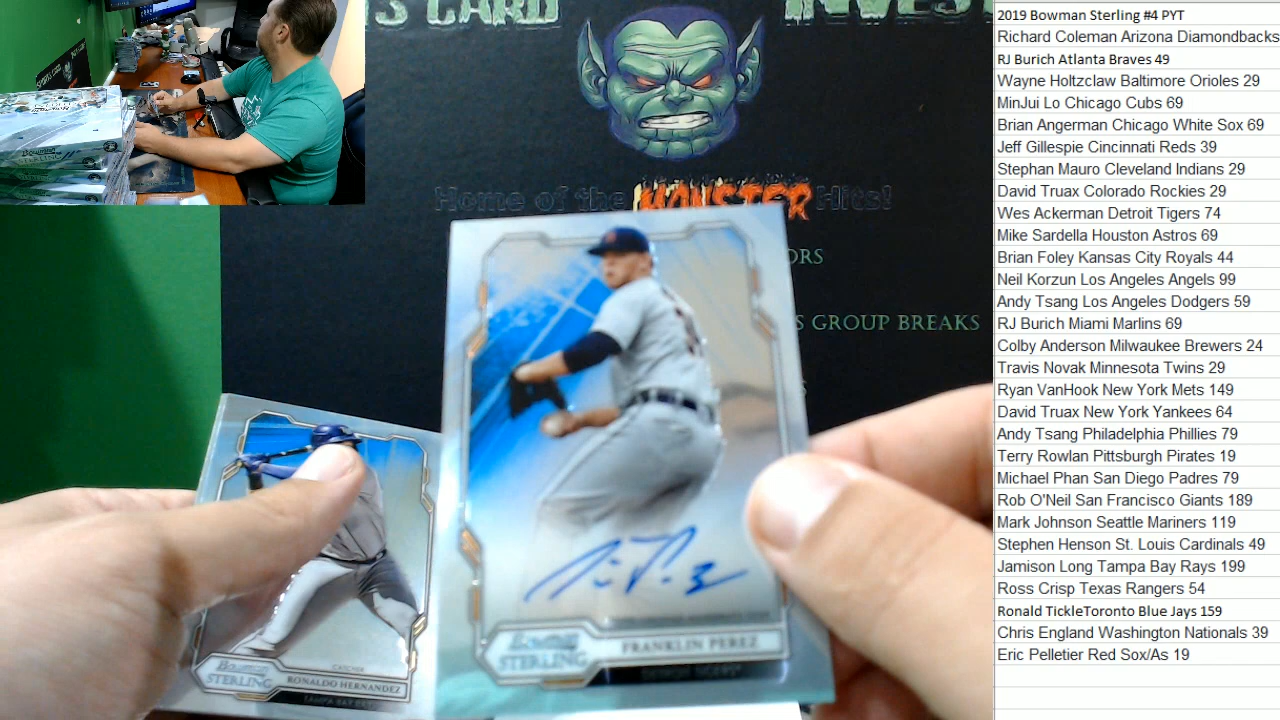 'S CARD INVEST
Home of the MONSTER Hits!
ORS
S GROUP BREAKS
Bowman
STERLING
FRANKLIN PEREZ
CATCHER
Bowman
STERLING
RONALDO HERNANDEZ
TAMPA BAY RAYS
STERLING
2019 Bowman Sterling #4 PYT
Richard Coleman Arizona Diamondbacks
RJ Burich Atlanta Braves 49
Wayne Holtzclaw Baltimore Orioles 29
MinJui Lo Chicago Cubs 69
Brian Angerman Chicago White Sox 69
Jeff Gillespie Cincinnati Reds 39
Stephan Mauro Cleveland Indians 29
David Truax Colorado Rockies 29
Wes Ackerman Detroit Tigers 74
Mike Sardella Houston Astros 69
Brian Foley Kansas City Royals 44
Neil Korzun Los Angeles Angels 99
Andy Tsang Los Angeles Dodgers 59
RJ Burich Miami Marlins 69
Colby Anderson Milwaukee Brewers 24
Travis Novak Minnesota Twins 29
Ryan VanHook New York Mets 149
David Truax New York Yankees 64
Andy Tsang Philadelphia Phillies 79
Terry Rowlan Pittsburgh Pirates 19
Michael Phan San Diego Padres 79
Rob O'Neil San Francisco Giants 189
Mark Johnson Seattle Mariners 119
Stephen Henson St. Louis Cardinals 49
Jamison Long Tampa Bay Rays 199
Ross Crisp Texas Rangers 54
Ronald TickleToronto Blue Jays 159
Chris England Washington Nationals 39
Eric Pelletier Red Sox/As 19